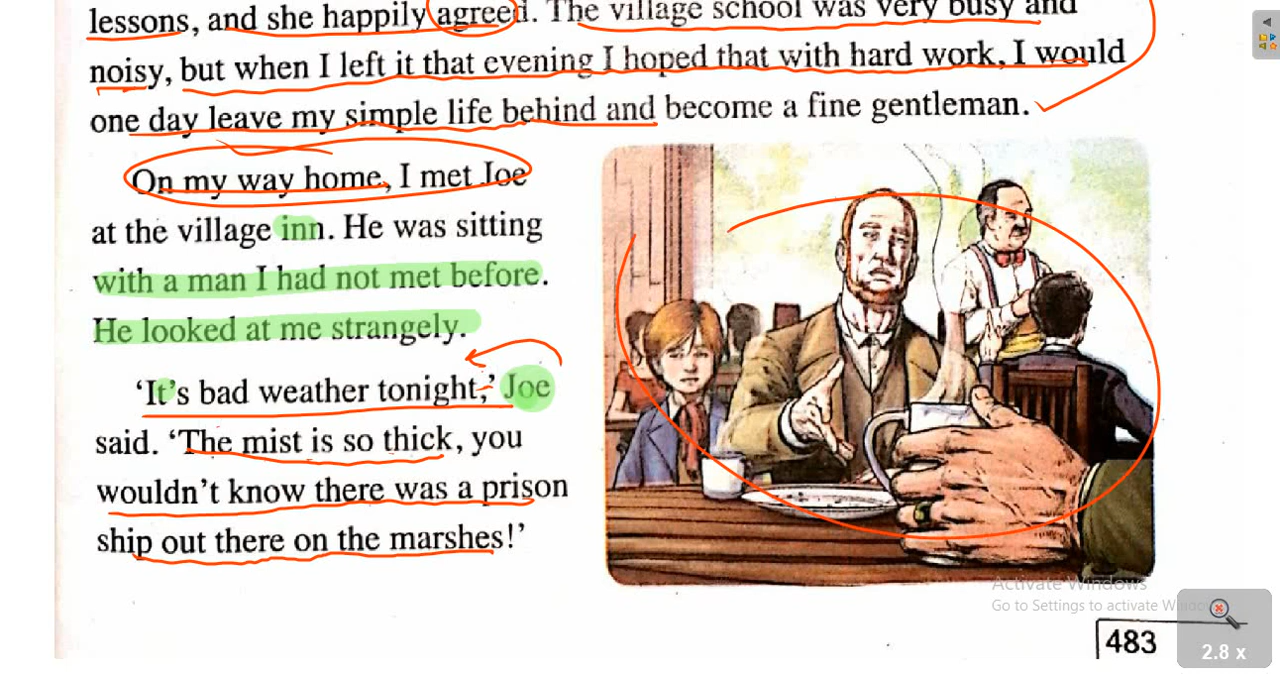 lessons, and she happily agreed. The village school was very busy and
noisy, but when I left it that evening I hoped that with hard work, I would
one day leave my simple life behind and become a fine gentleman.
On my way home, I met Joe
at the village inn. He was sitting
with a man I had not met before.
He looked at me strangely.
‘It’s bad weather tonight,’ Joe
said. ‘The mist is so thick, you
wouldn’t know there was a prison
ship out there on the marshes!’
Activate Windows
Go to Settings to activate
483
2.8 x